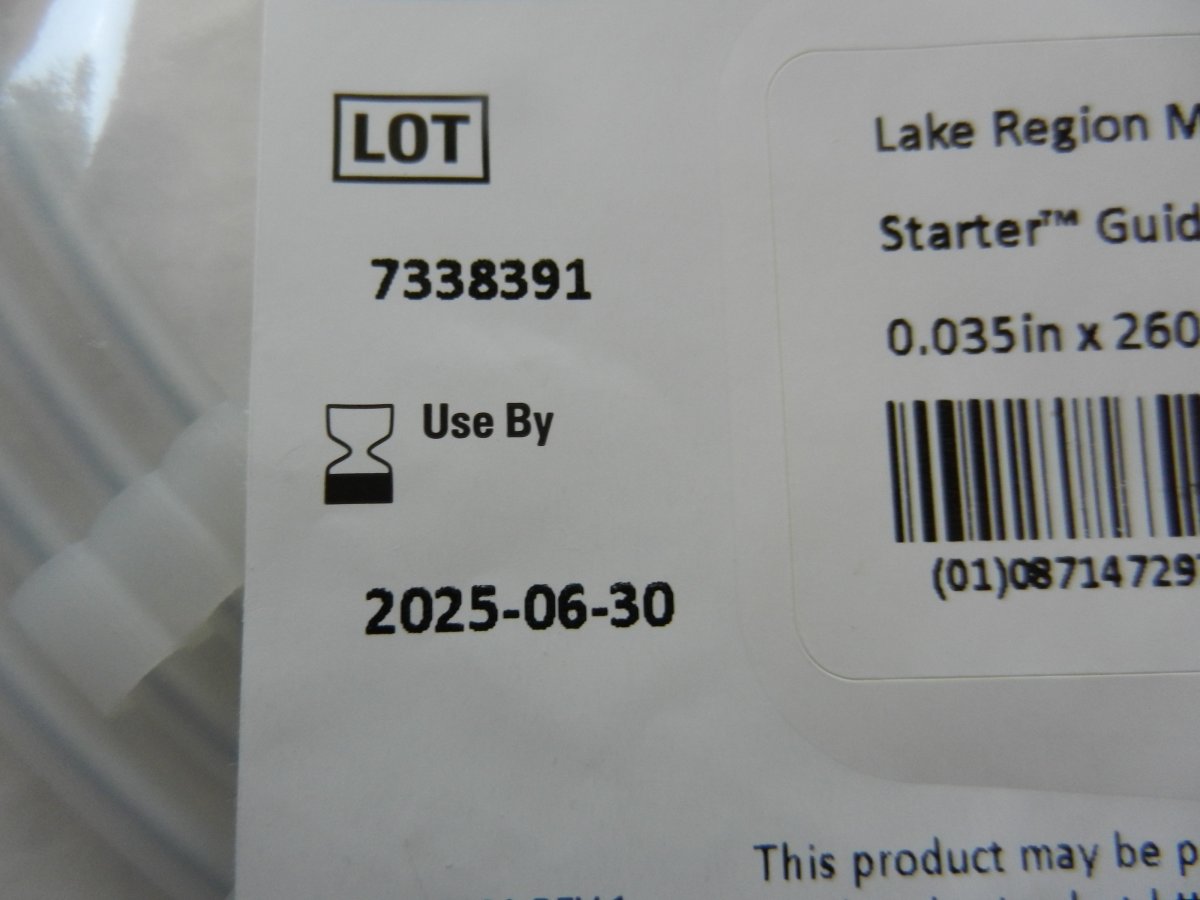 LOT
7338391
Use By
2025-06-30
Lake Region
Starter™ Guid
0.035in x 260
(01)08714729
This product may be p